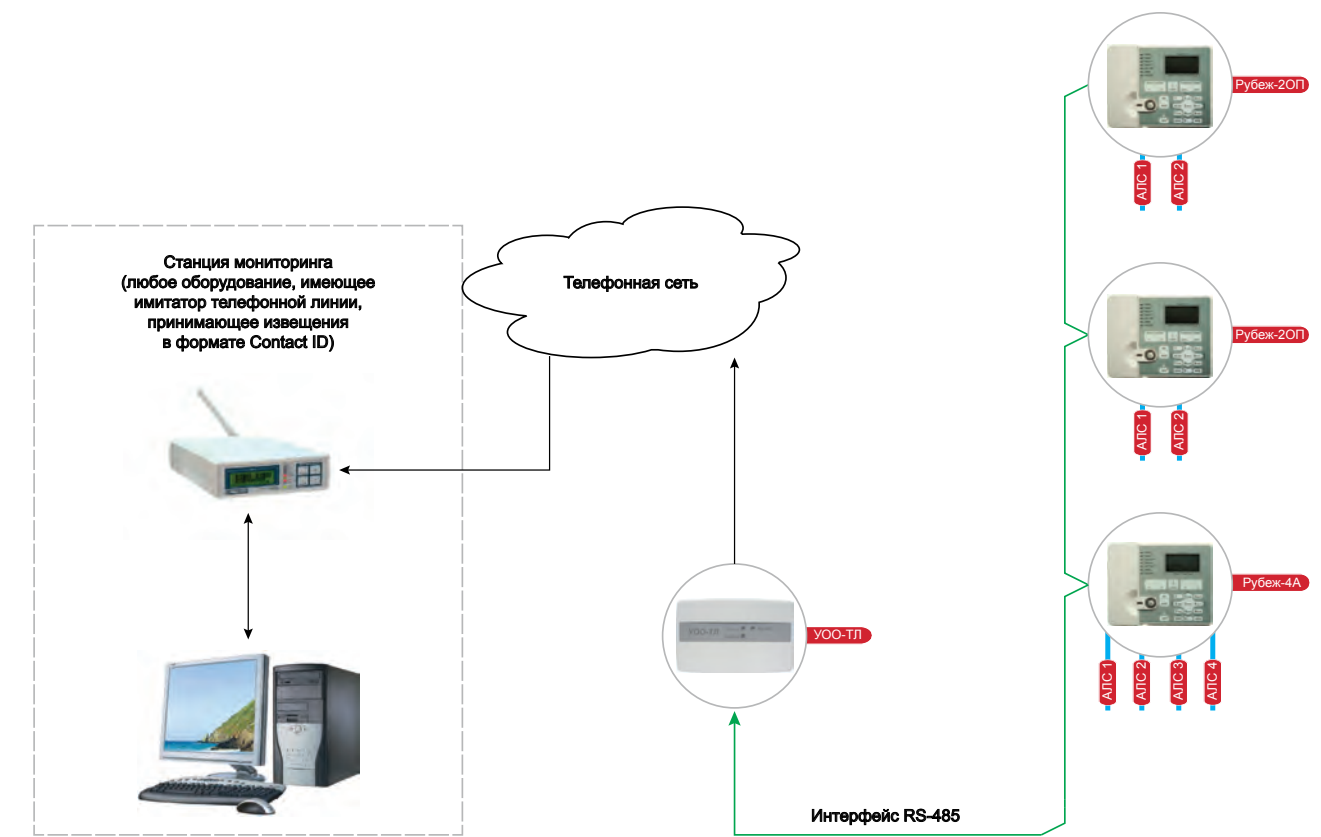 Рубеж-2ОП
АЛС 1
АЛС 2
Станция мониторинга
(любое оборудование, имеющее
имитатор телефонной линии,
принимающее извещения
в формате Contact ID)
Телефонная сеть
Рубеж-2ОП
АЛС 1
АЛС 2
Рубеж-4А
АЛС 1
АЛС 2
АЛС 3
АЛС 4
УОО-ТЛ
УОО-ТЛ
Интерфейс RS-485